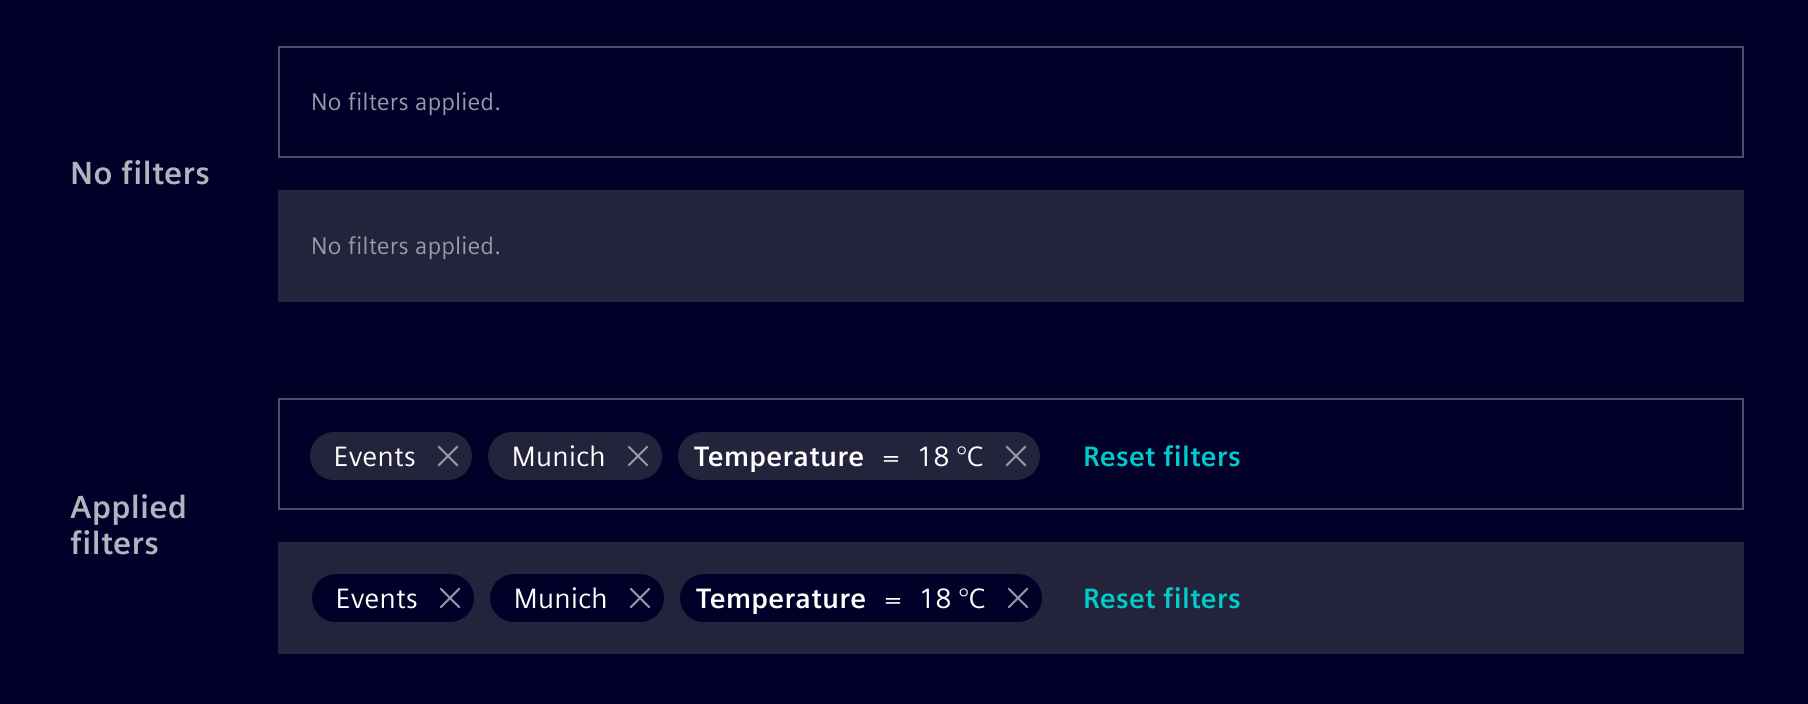 No filters applied.
No filters
No filters applied.
Events Munich Temperature = 18 °C Reset filters
Applied
filters
Events Munich Temperature = 18 °C Reset filters